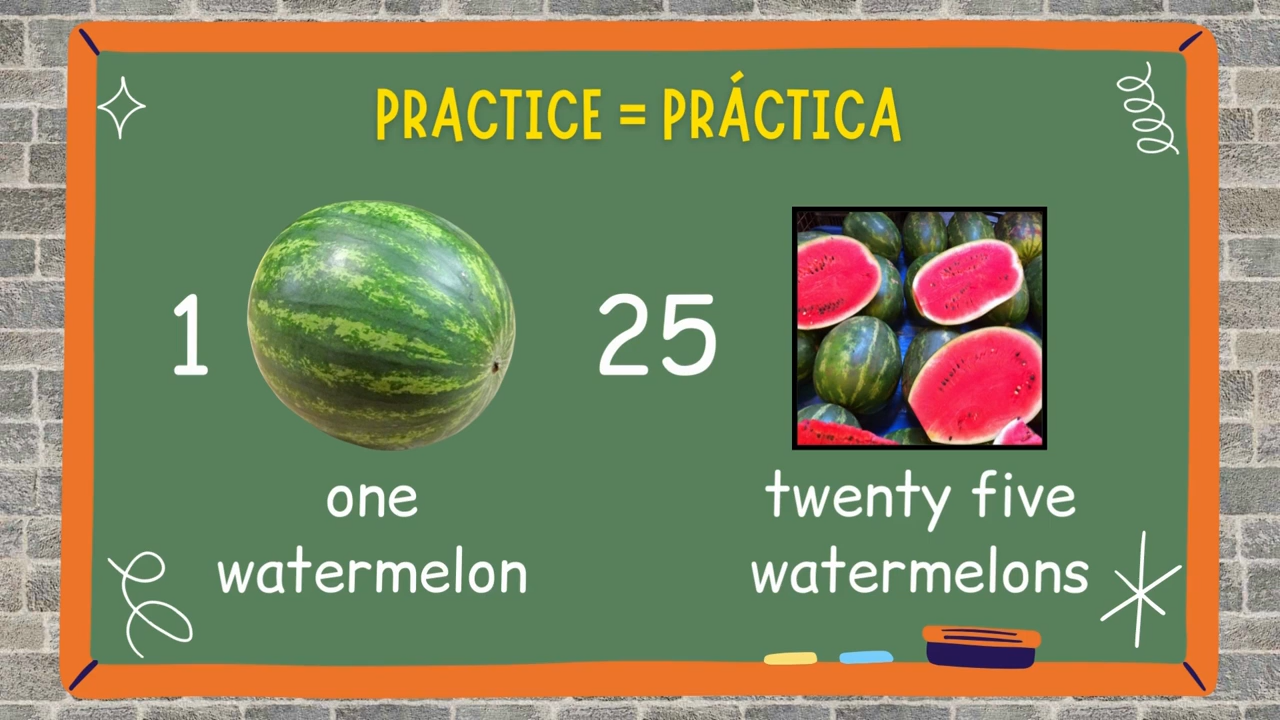 PRACTICE = PRÁCTICA
1
25
one
watermelon
twenty five
watermelons